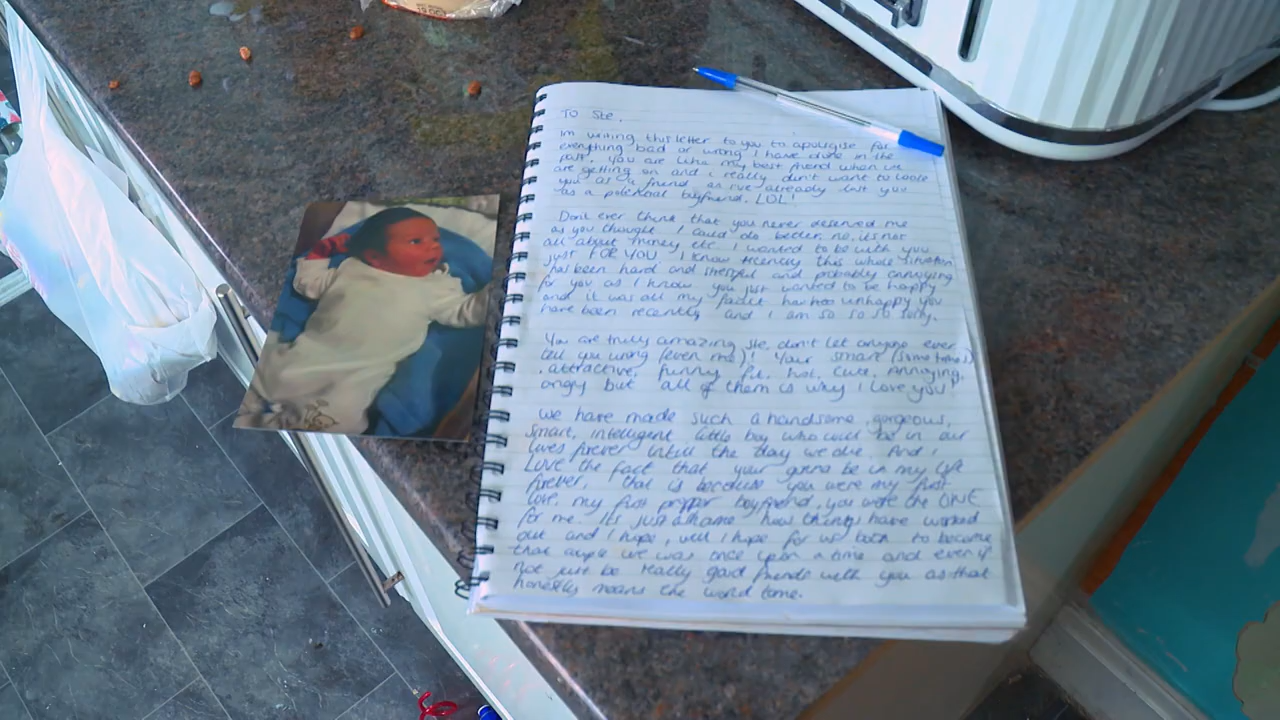 To Ste,
Im writing this letter to you to apologise for
everything bad or wrong I have done in the
past. You are like my best friend when we
are getting on and i really don't want to loose
you as a friend as i've already lost you
as a potential boyfriend. LOL!
Don't ever think that you never deserved me
as you thought I could do better, no, its not
all about money etc. I wanted to be with you
just FOR YOU. I know recently this whole situation
has been hard and stressful and probably annoying
for you as I know you just wanted to be happy
and it was all my fault how unhappy you
have been recently and I am so so so sorry.
You are truly amazing ste, don't let anyone ever
tell you wrong (even me)! Your smart (sometimes)
, attractive, funny, fit, hot, cute, Annoying,
angry but all of them is why I love you!
We have made such a handsome, gorgeous,
smart, intelligent little boy who will be in our
lives forever untill the day we die. And i
Love the fact that your gonna be in my life
forever, that is because you were my first
love, my first propper boyfriend, you were the ONE
for me. It's just a shame how things have worked
out and i hope, well i hope for us both to become
that couple we was once upon a time and even if
not just be really good friends with you as that
honestly means the world to me.